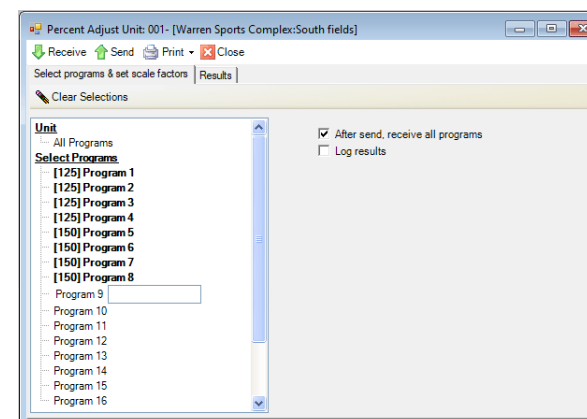 Percent Adjust Unit: 001- [Warren Sports Complex:South fields]
Receive Send Print Close
Select programs & set scale factors Results
Clear Selections
Unit
All Programs
Select Programs
[125] Program 1
[125] Program 2
[125] Program 3
[125] Program 4
[150] Program 5
[150] Program 6
[150] Program 7
[150] Program 8
Program 9
Program 10
Program 11
Program 12
Program 13
Program 14
Program 15
Program 16
After send, receive all programs
Log results